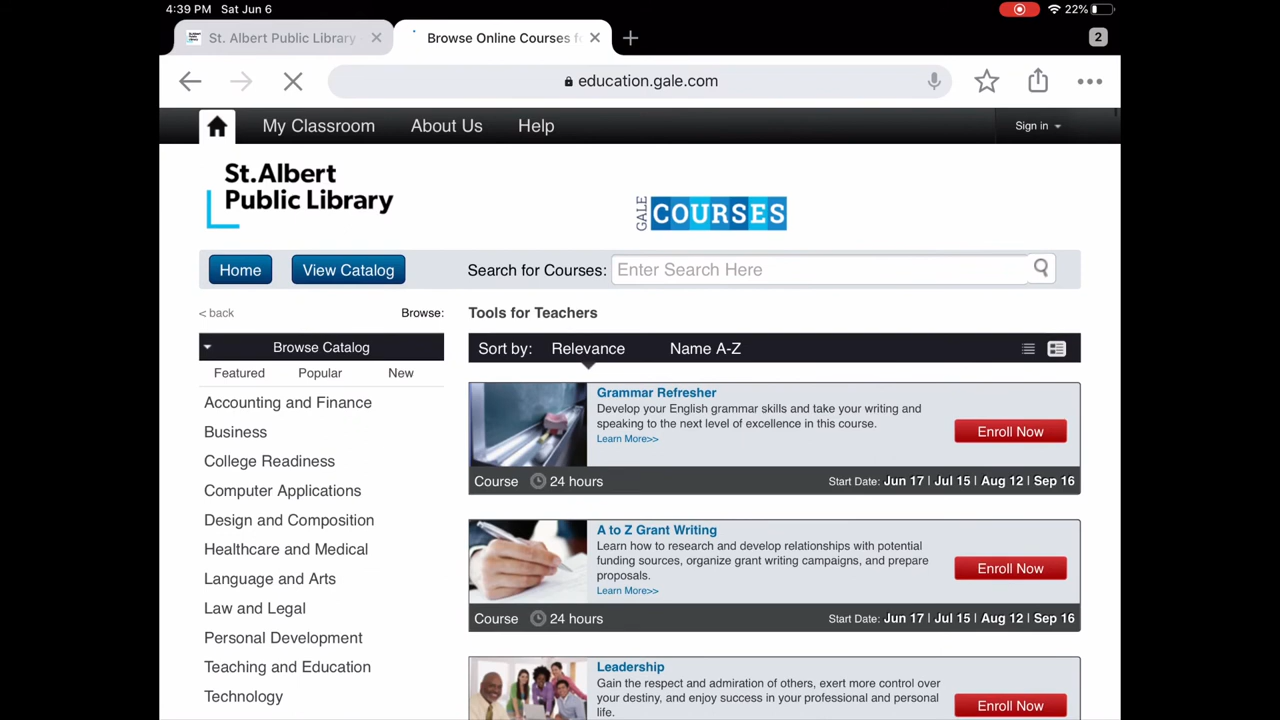 4:39 PM Sat Jun 6
22%
St. Albert Public Library
Browse Online Courses f
2
education.gale.com
My Classroom
About Us
Help
Sign in
St.Albert
Public Library
GALE
COURSES
Home
View Catalog
Search for Courses:
Enter Search Here
< back
Browse:
Browse Catalog
Featured
Popular
New
Accounting and Finance
Business
College Readiness
Computer Applications
Design and Composition
Healthcare and Medical
Language and Arts
Law and Legal
Personal Development
Teaching and Education
Technology
Tools for Teachers
Sort by:
Relevance
Name A-Z
Grammar Refresher
Develop your English grammar skills and take your writing and
speaking to the next level of excellence in this course.
Learn More>>
Enroll Now
Course
24 hours
Start Date: Jun 17 | Jul 15 | Aug 12 | Sep 16
A to Z Grant Writing
Learn how to research and develop relationships with potential
funding sources, organize grant writing campaigns, and prepare
proposals.
Learn More>>
Enroll Now
Course
24 hours
Start Date: Jun 17 | Jul 15 | Aug 12 | Sep 16
Leadership
Gain the respect and admiration of others, exert more control over
your destiny, and enjoy success in your professional and personal
life.
Enroll Now